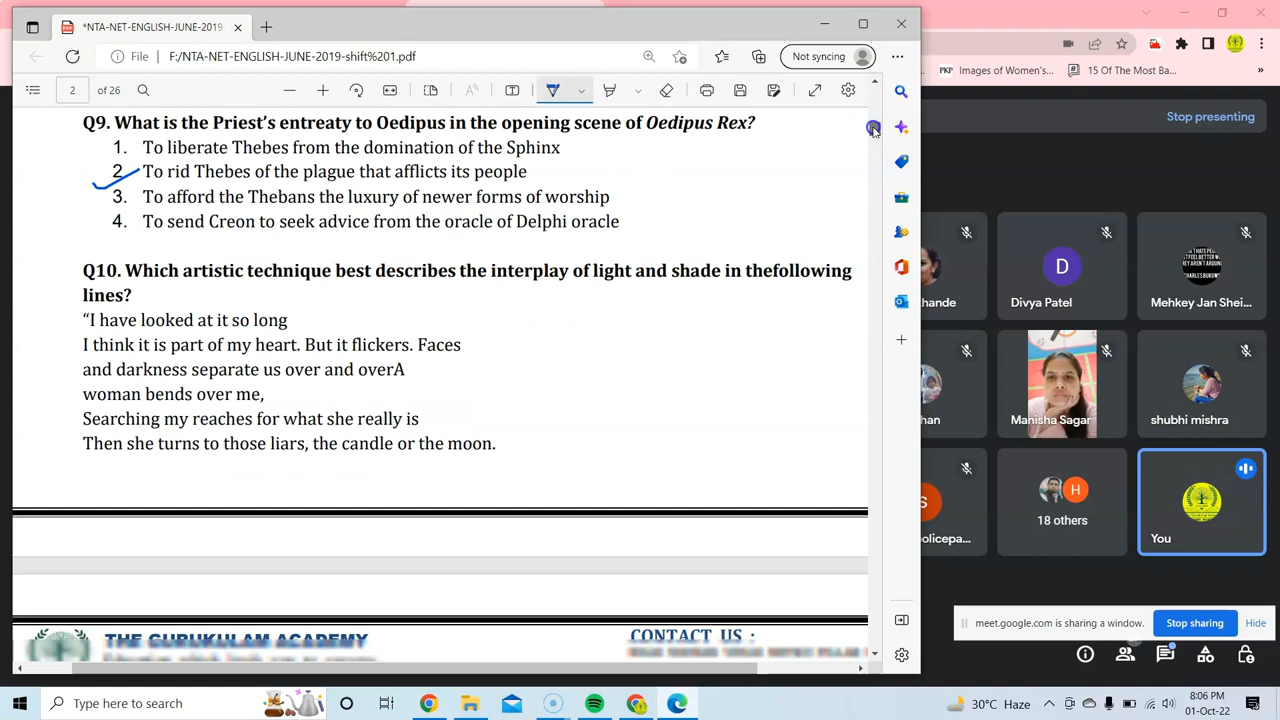 *NTA-NET-ENGLISH-JUNE-2019-
File
F:/NTA-NET-ENGLISH-JUNE-2019-shift%201.pdf
Not syncing
PKP Images of Women's...
15 Of The Most Ba...
2 of 26
Stop presenting
Q9. What is the Priest's entreaty to Oedipus in the opening scene of Oedipus Rex?
1. To liberate Thebes from the domination of the Sphinx
2. To rid Thebes of the plague that afflicts its people
3. To afford the Thebans the luxury of newer forms of worship
4. To send Creon to seek advice from the oracle of Delphi oracle
Q10. Which artistic technique best describes the interplay of light and shade in thefollowing
lines?
"I have looked at it so long
I think it is part of my heart. But it flickers. Faces
and darkness separate us over and overA
woman bends over me,
Searching my reaches for what she really is
Then she turns to those liars, the candle or the moon.
THE GURUKULAM ACADEMY
CONTACT US :
hande
D
Divya Patel
Mehkey Jan Shei...
han
Manisha Sagar
shubhi mishra
S
olicepa...
H
18 others
You
meet.google.com is sharing a window.
Stop sharing
Hide
Type here to search
30°C Haze
8:06 PM
01-Oct-22